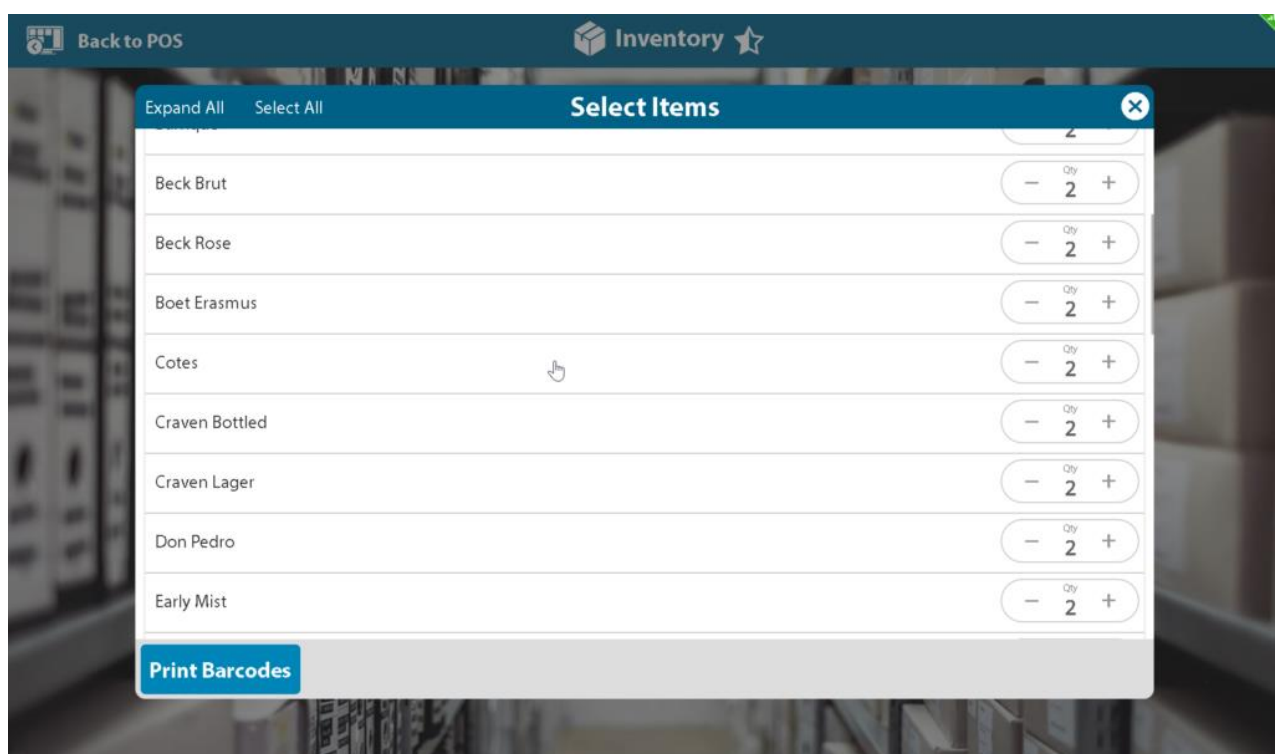 Back to POS
Inventory
Expand All Select All Select Items
2
Beck Brut Qty 2
Beck Rose Qty 2
Boet Erasmus Qty 2
Cotes Qty 2
Craven Bottled Qty 2
Craven Lager Qty 2
Don Pedro Qty 2
Early Mist Qty 2
Print Barcodes